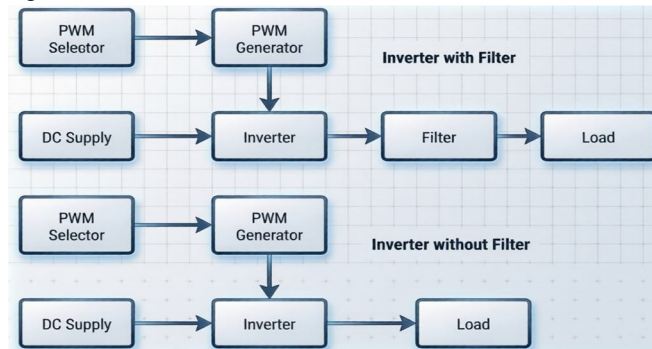 PWM
Selector
PWM
Generator
Inverter with Filter
DC Supply
Inverter
Filter
Load
PWM
Selector
PWM
Generator
Inverter without Filter
DC Supply
Inverter
Load